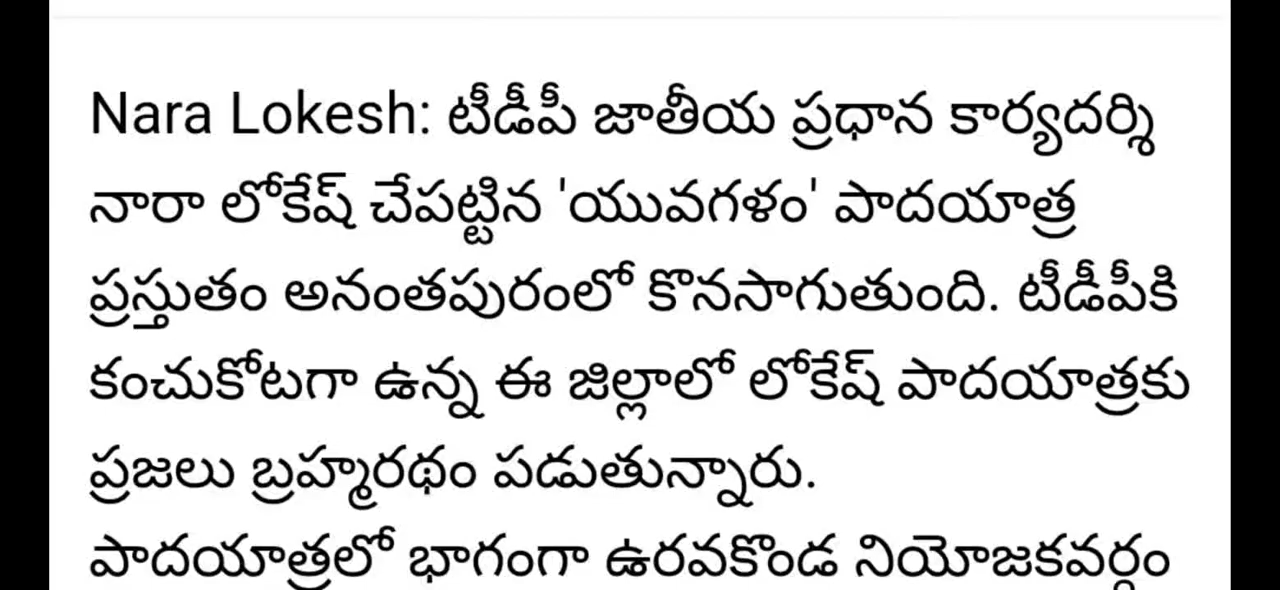 Nara Lokesh: టీడీపీ జాతీయ ప్రధాన కార్యదర్శి
నారా లోకేష్ చేపట్టిన 'యువగళం' పాదయాత్ర
ప్రస్తుతం అనంతపురంలో కొనసాగుతుంది. టీడీపీకి
కంచుకోటగా ఉన్న ఈ జిల్లాలో లోకేష్ పాదయాత్రకు
ప్రజలు బ్రహ్మరథం పడుతున్నారు.
పాదయాత్రలో భాగంగా ఉరవకొండ నియోజకవర్గం